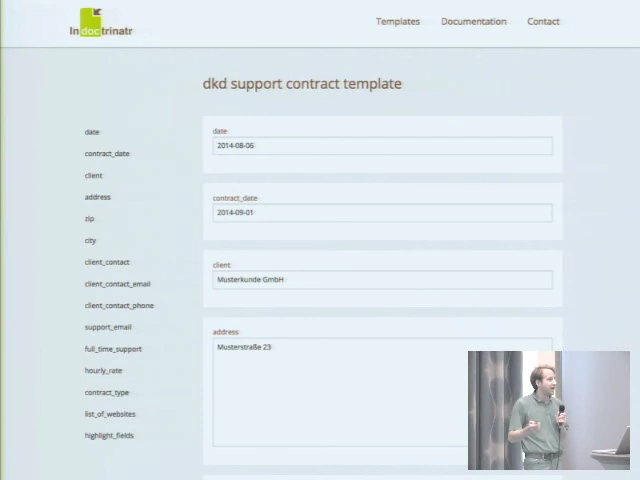 Indoctrinatr
Templates Documentation Contact
dkd support contract template
date
contract_date
client
address
zip
city
client_contact
client_contact_email
client_contact_phone
support_email
full_time_support
hourly_rate
contract_type
list_of_websites
highlight_fields
date
2014-08-06
contract_date
2014-09-01
client
Musterkunde GmbH
address
Musterstraße 23